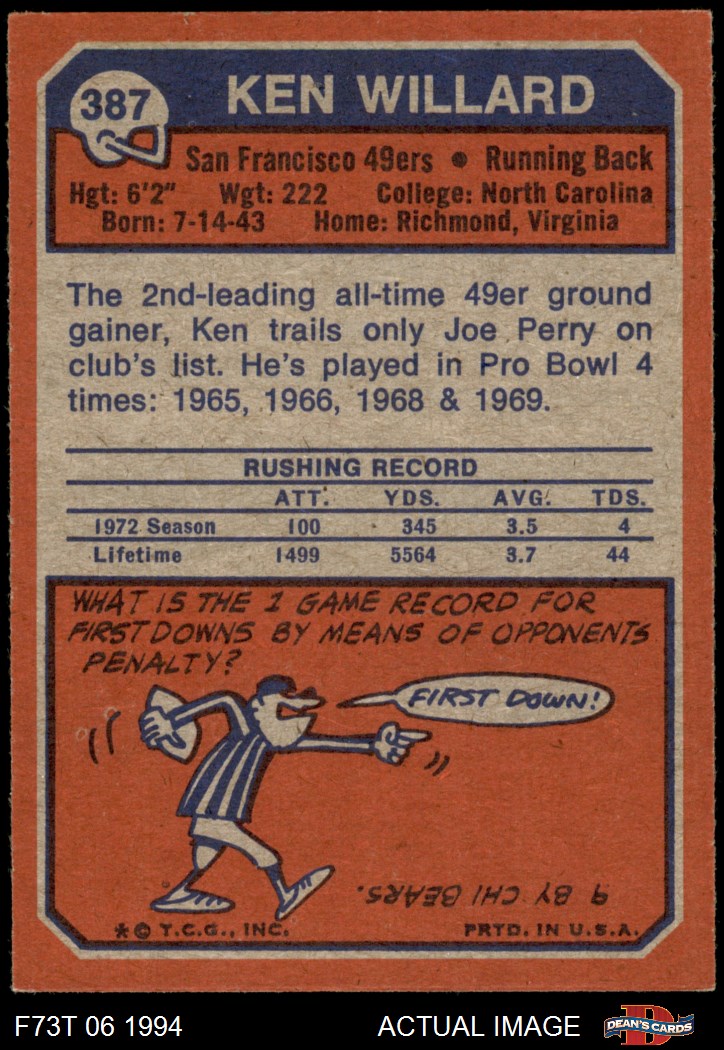 387
KEN WILLARD
San Francisco 49ers • Running Back
Hgt: 6'2" Wgt: 222 College: North Carolina
Born: 7-14-43 Home: Richmond, Virginia
The 2nd-leading all-time 49er ground
gainer, Ken trails only Joe Perry on
club's list. He's played in Pro Bowl 4
times: 1965, 1966, 1968 & 1969.
RUSHING RECORD
ATT. YDS. AVG. TDS.
1972 Season 100 345 3.5 4
Lifetime 1499 5564 3.7 44
WHAT IS THE 1 GAME RECORD FOR
FIRST DOWNS BY MEANS OF OPPONENTS
PENALTY?
FIRST DOWN!
9 BY CHI BEARS.
* © T.C.G., INC. PRTD. IN U.S.A.
F73T 06 1994 ACTUAL IMAGE
D
DEAN'S CARDS